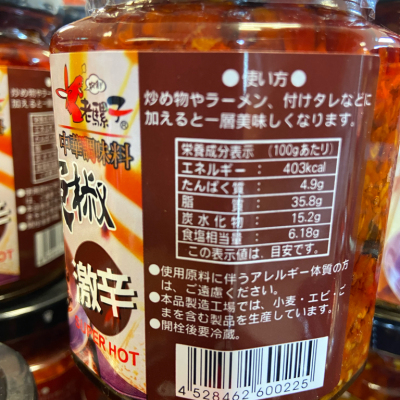 老騾子®
中華調味料
辣椒
激辛
SUPER HOT
●使い方●
炒め物やラーメン、付けタレなどに
加えると一層美味しくなります。
栄養成分表示 (100gあたり)
エネルギー : 403kcal
たんぱく質 : 4.9g
脂質 : 35.8g
炭水化物 : 15.2g
食塩相当量 : 6.18g
この表示値は、目安です。
●使用原料に伴うアレルギー体質の方
は、ご遠慮ください。
●本品製造工場では、小麦・エビ・ご
まを含む製品を生産しています。
●開栓後要冷蔵。
4 528462 600225